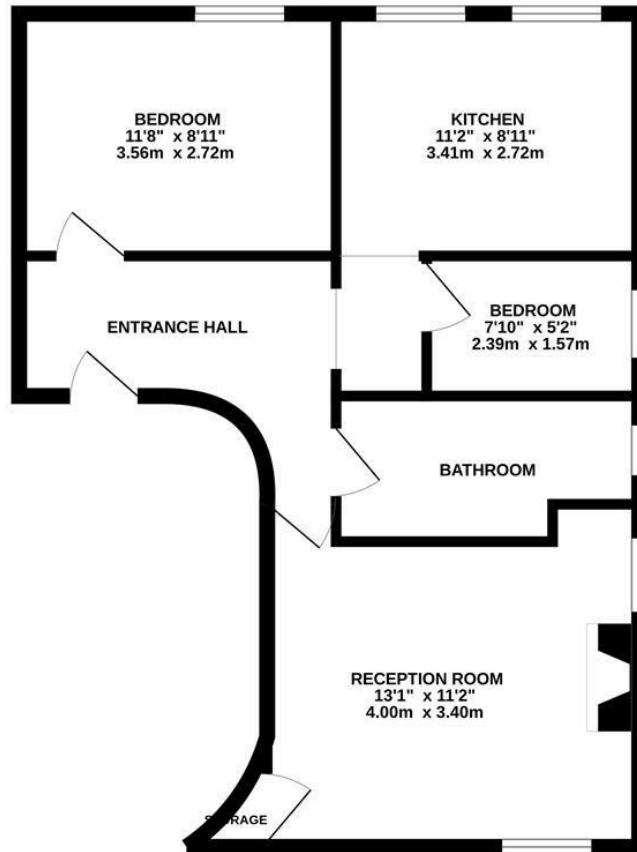 BEDROOM
11'8" x 8'11"
3.56m x 2.72m
KITCHEN
11'2" x 8'11"
3.41m x 2.72m
ENTRANCE HALL
BEDROOM
7'10" x 5'2"
2.39m x 1.57m
BATHROOM
RECEPTION ROOM
13'1" x 11'2"
4.00m x 3.40m
STORAGE